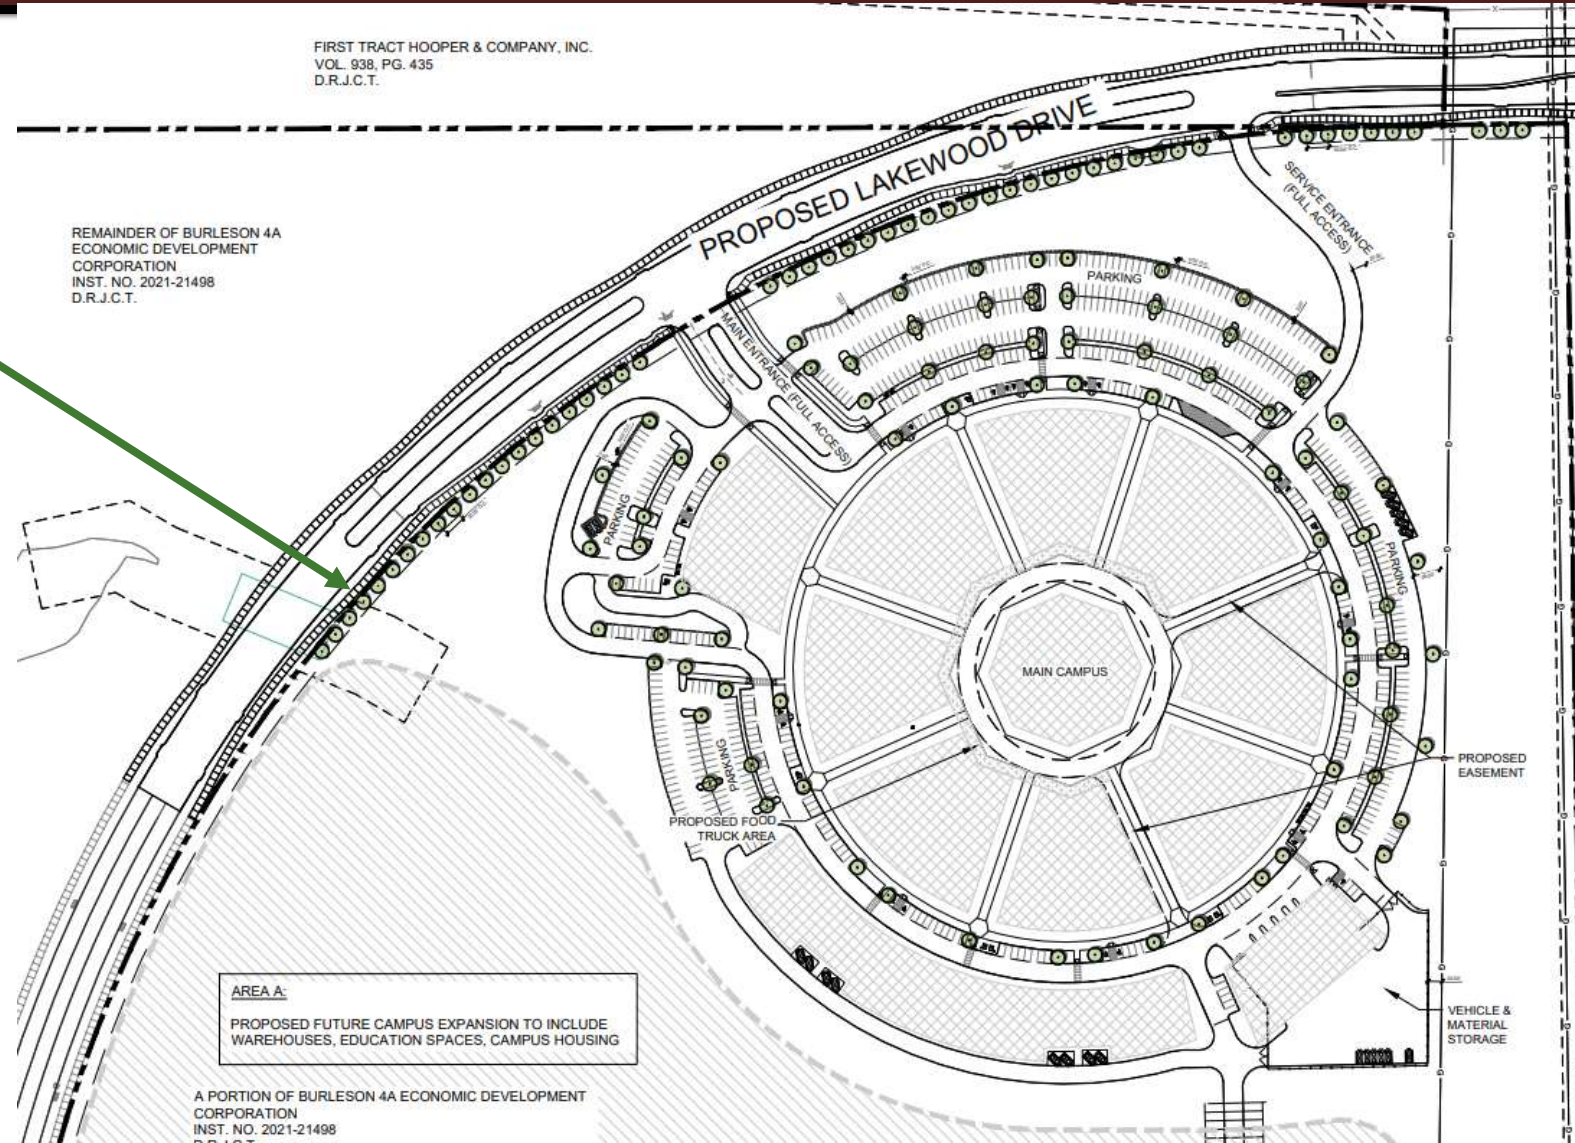 FIRST TRACT HOOPER & COMPANY, INC.
VOL. 938, PG. 435
D.R.J.C.T.
PROPOSED LAKEWOOD DRIVE
SERVICE ENTRANCE
(FULL ACCESS)
REMAINDER OF BURLESON 4A
ECONOMIC DEVELOPMENT
CORPORATION
INST. NO. 2021-21498
D.R.J.C.T.
PARKING
MAIN ENTRANCE (FULL ACCESS)
PARKING
PARKING
MAIN CAMPUS
PARKING
PROPOSED
EASEMENT
PROPOSED FOOD
TRUCK AREA
AREA A:
PROPOSED FUTURE CAMPUS EXPANSION TO INCLUDE
WAREHOUSES, EDUCATION SPACES, CAMPUS HOUSING
VEHICLE &
MATERIAL
STORAGE
A PORTION OF BURLESON 4A ECONOMIC DEVELOPMENT
CORPORATION
INST. NO. 2021-21498
D.R.J.C.T.